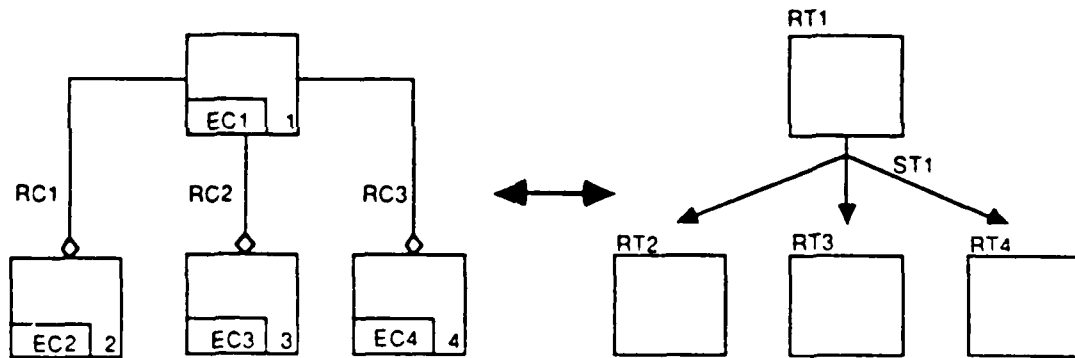 RT1
EC1 1
ST1
RC1 RC2 RC3
RT2 RT3 RT4
EC2 2 EC3 3 EC4 4